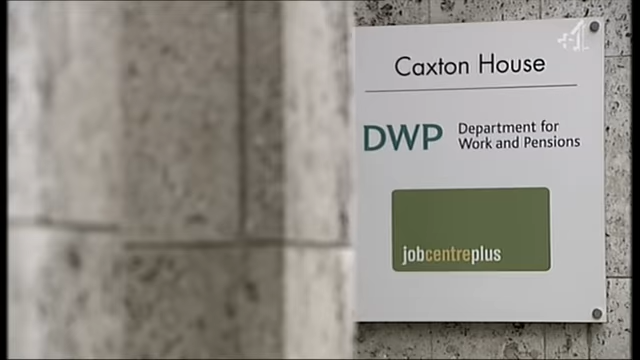 Caxton House
DWP
Department for
Work and Pensions
jobcentreplus